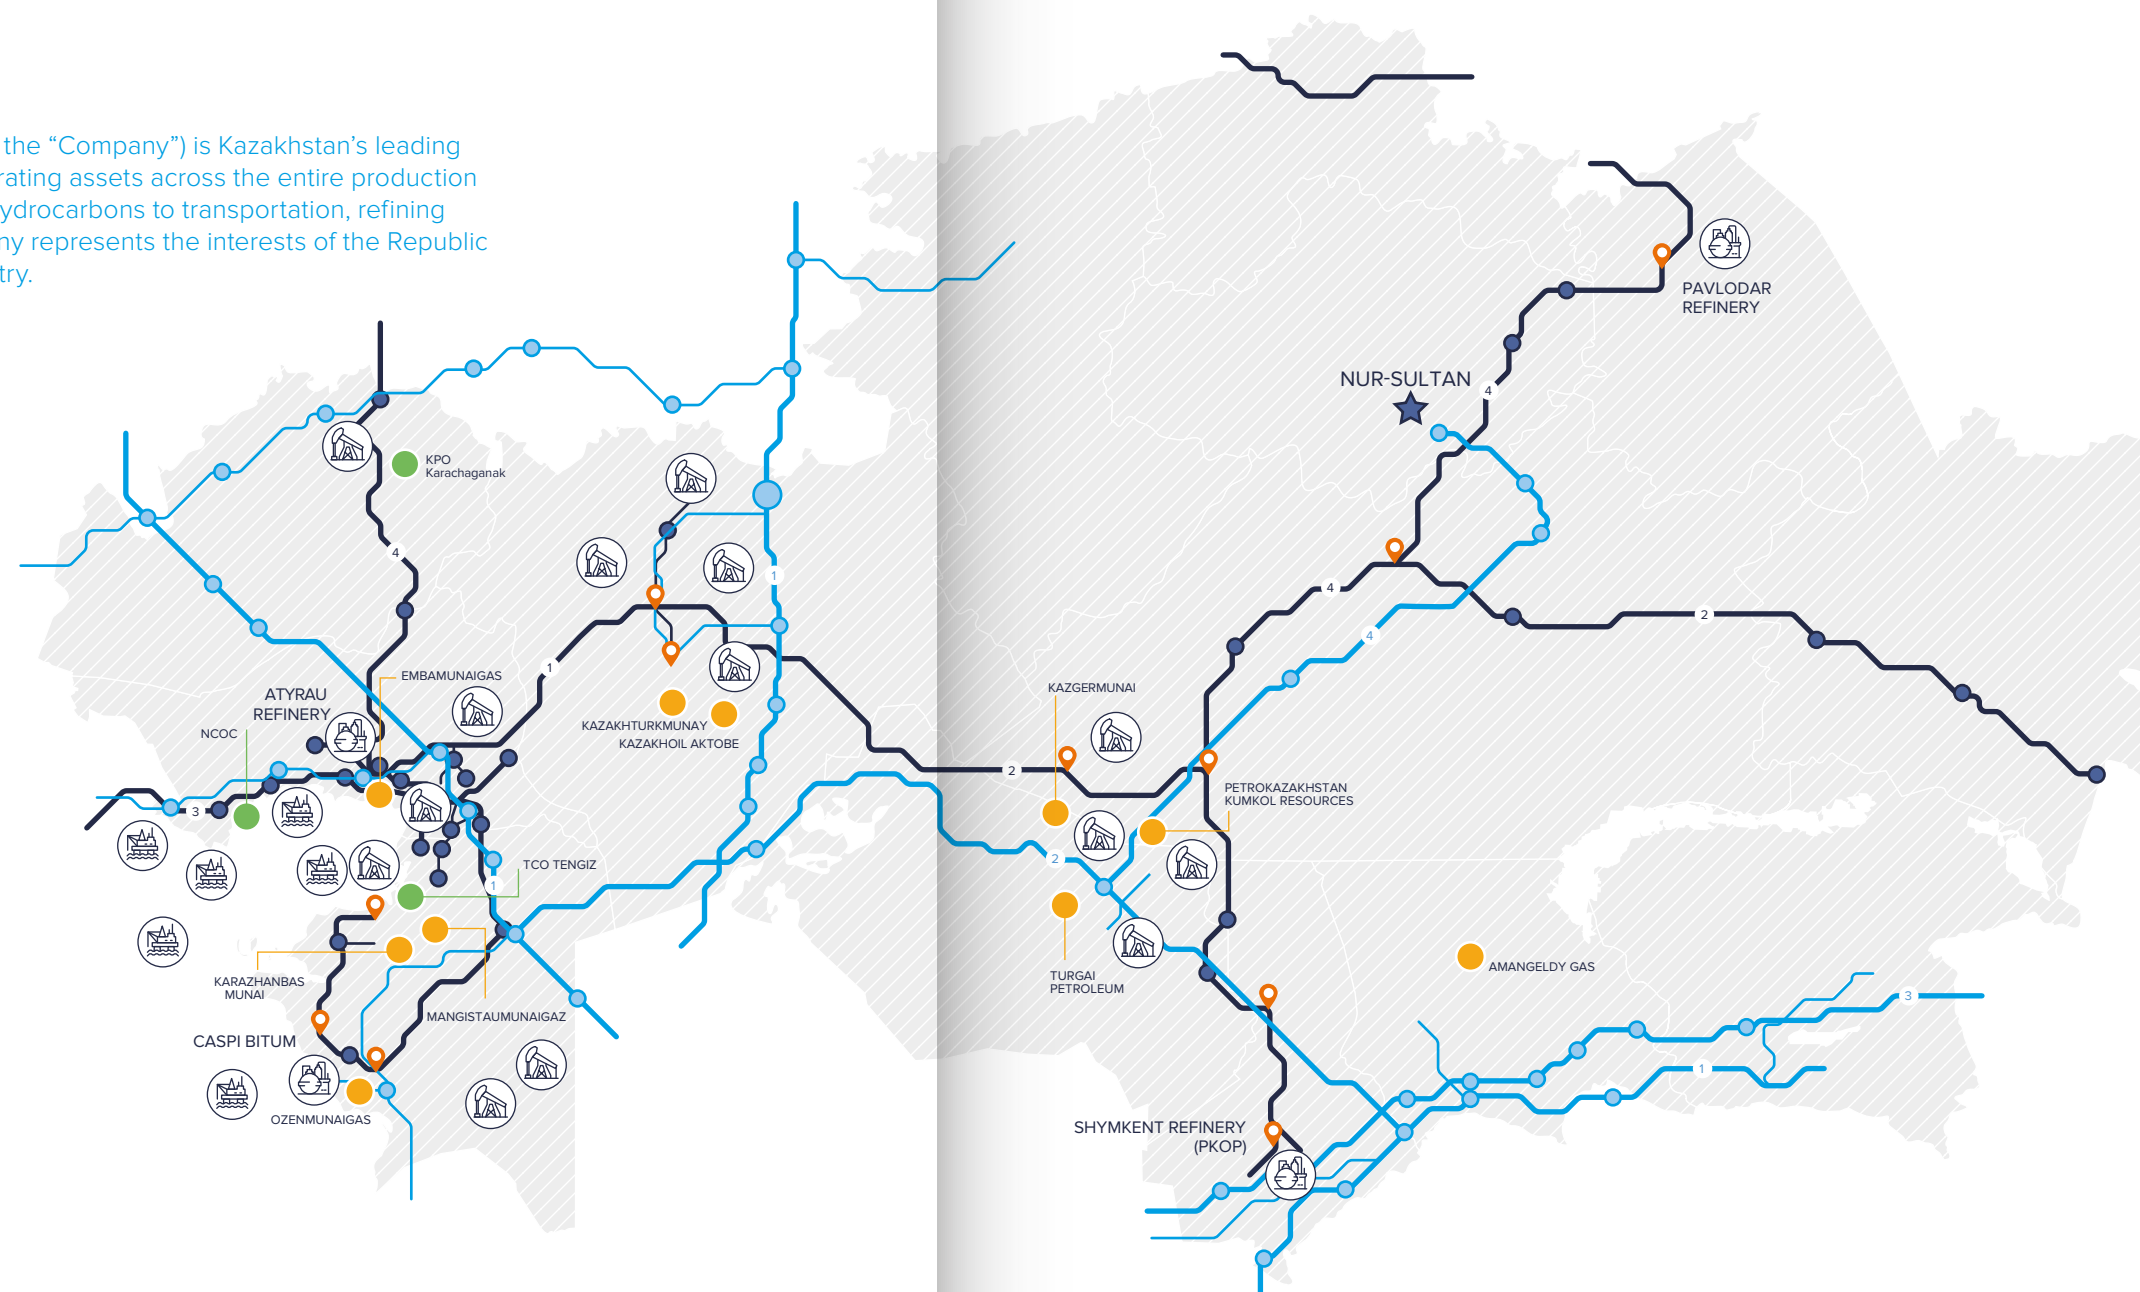 the “Company”) is Kazakhstan’s leading
rating assets across the entire production
ydrocarbons to transportation, refining
ny represents the interests of the Republic
try.
PAVLODAR
REFINERY
NUR-SULTAN
4
KPO
Karachaganak
4
1
4
2
4
1
EMBAMUNAIGAS
ATYRAU
REFINERY
NCOC
KAZAKHTURKMUNAY
KAZAKHOIL AKTOBE
KAZGERMUNAI
2
PETROKAZAKHSTAN
KUMKOL RESOURCES
3
2
TCO TENGIZ
1
KARAZHANBAS
MUNAI
TURGAI
PETROLEUM
AMANGELDY GAS
3
MANGISTAUMUNAIGAZ
CASPI BITUM
1
OZENMUNAIGAS
SHYMKENT REFINERY
(PKOP)